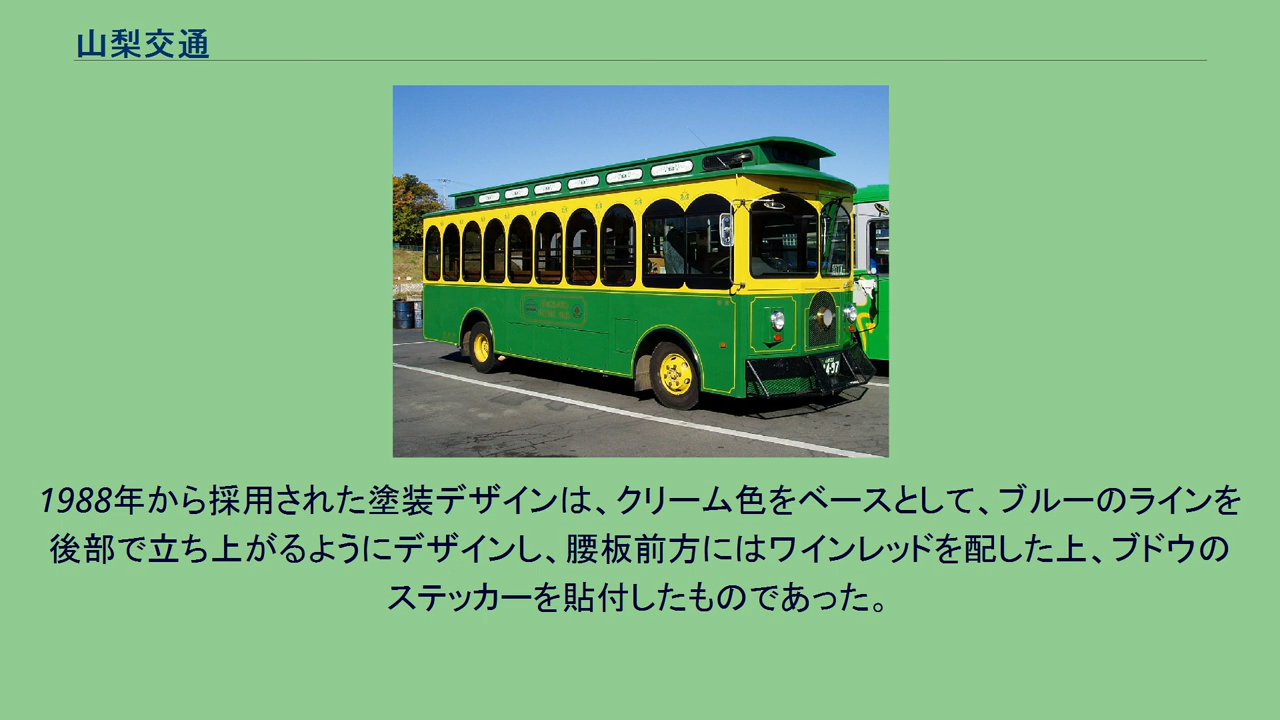 山梨交通
1988年から採用された塗装デザインは、クリーム色をベースとして、ブルーのラインを
後部で立ち上がるようにデザインし、腰板前方にはワインレッドを配した上、ブドウの
ステッカーを貼付したものであった。